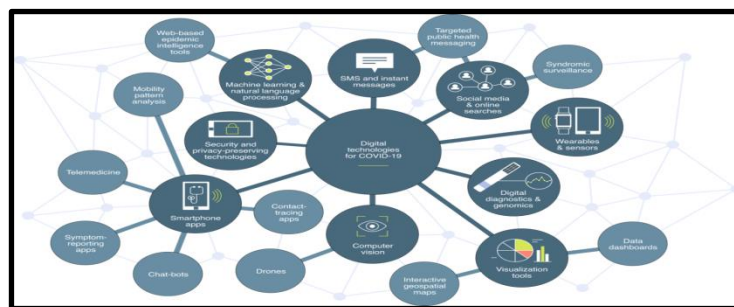 Web-based
epidemic
intelligence
tools
Targeted
public health
messaging
Machine learning &
natural language
processing
SMS and instant
messages
Syndromic
surveillance
Social media
& online
searches
Mobility
pattern
analysis
Security and
privacy-preserving
technologies
Digital
technologies
for COVID-19
Wearables
& sensors
Telemedicine
Smartphone
apps
Contact-
tracing apps
Digital
diagnostics &
genomics
Symptom-
reporting
apps
Chat-bots
Drones
Computer
vision
Interactive
geospatial
maps
Visualization
tools
Data
dashboards